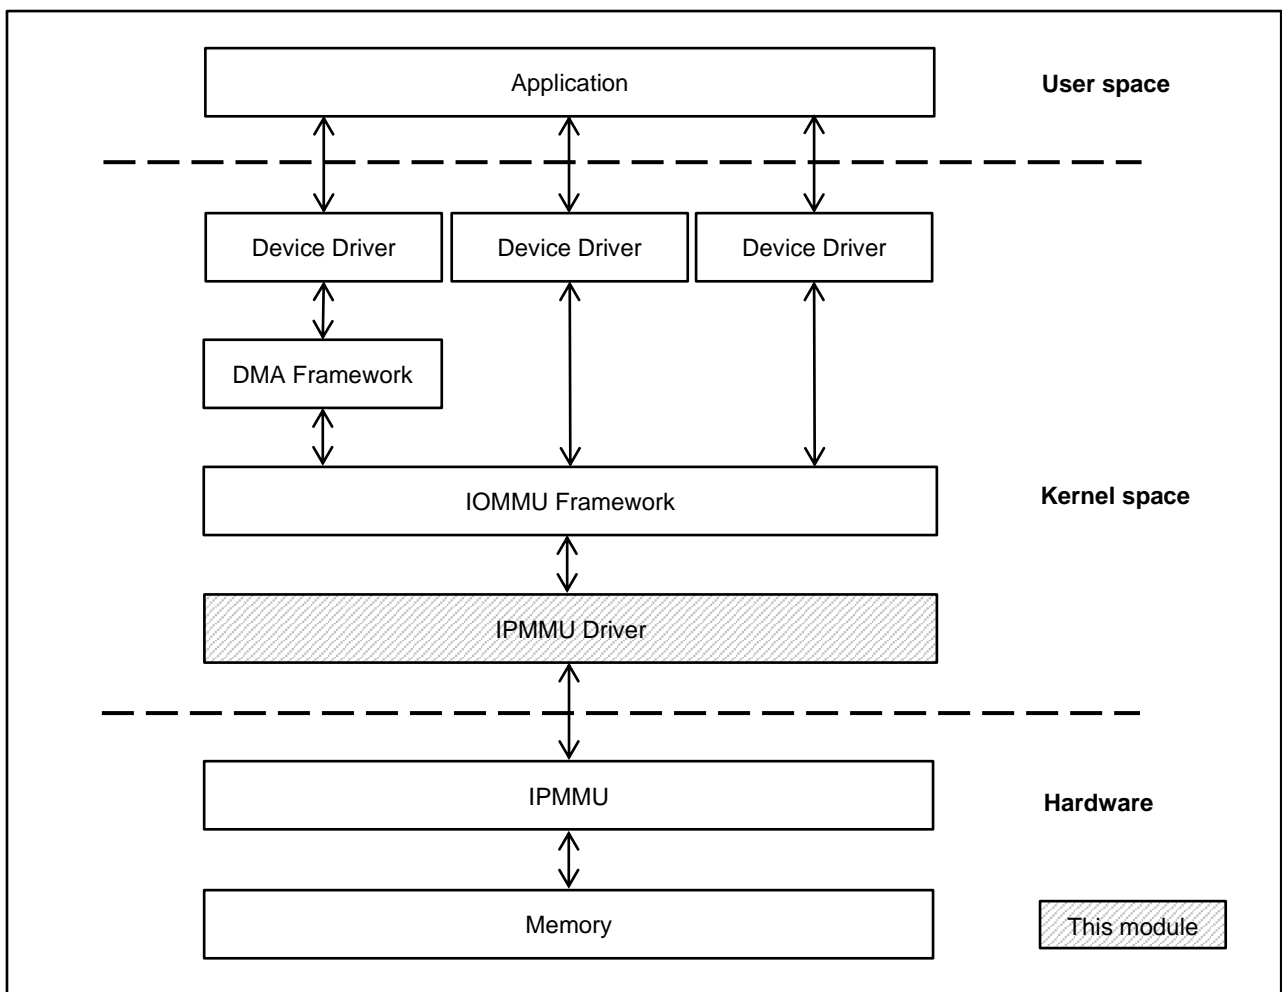 Application
User space
Device Driver
Device Driver
Device Driver
DMA Framework
IOMMU Framework
Kernel space
IPMMU Driver
IPMMU
Hardware
Memory
This module